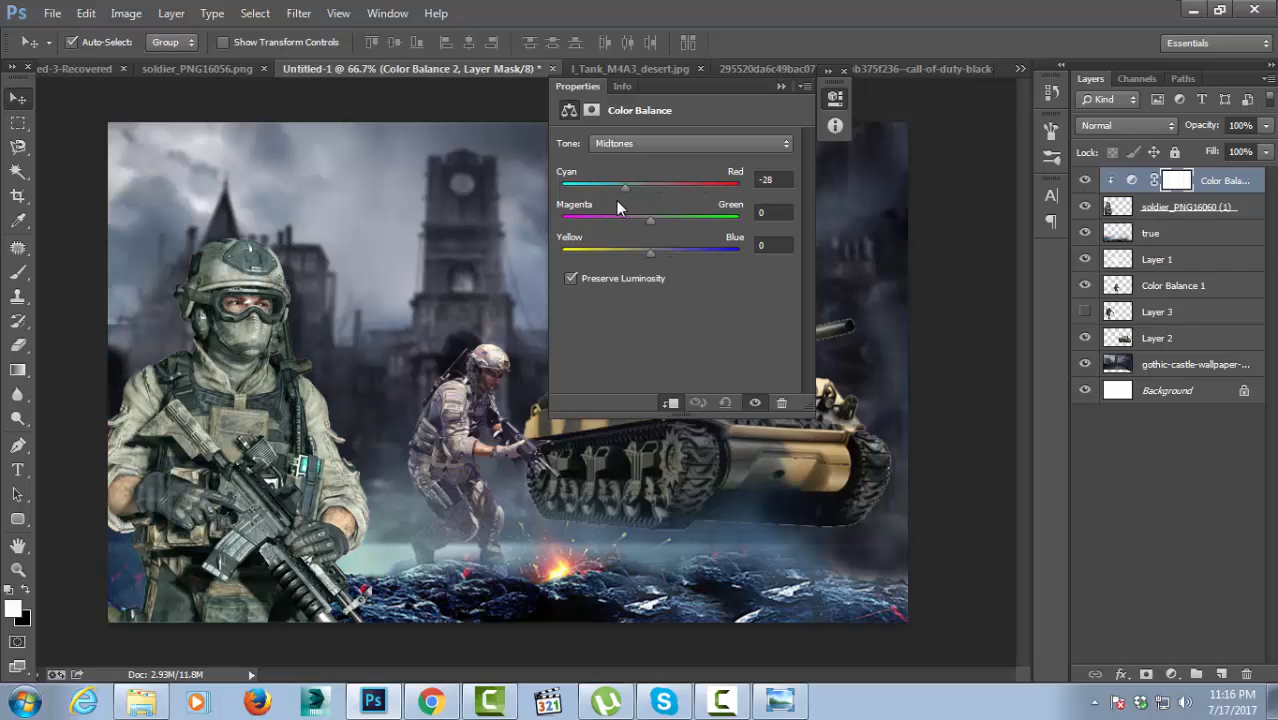 Ps File Edit Image Layer Type Select Filter 3D View Window Help
Auto-Select: Group Show Transform Controls Essentials
ed-3-Recovered × soldier_PNG16056.png × Untitled-1 @ 66.7% (Color Balance 2, Layer Mask/8) * × I_Tank_M4A3_desert.jpg × 295520da6c49bac07 b375f236--call-of-duty-black
Properties Info
Color Balance
Tone: Midtones
Cyan Red -28
Magenta Green 0
Yellow Blue 0
Preserve Luminosity
Layers Channels Paths
Kind
Normal Opacity: 100%
Lock: Fill: 100%
Color Bala...
soldier_PNG16060 (1)
true
Layer 1
Color Balance 1
Layer 3
Layer 2
gothic-castle-wallpaper-...
Background
Doc: 2.93M/11.8M
321
Ps
11:16 PM
7/17/2017